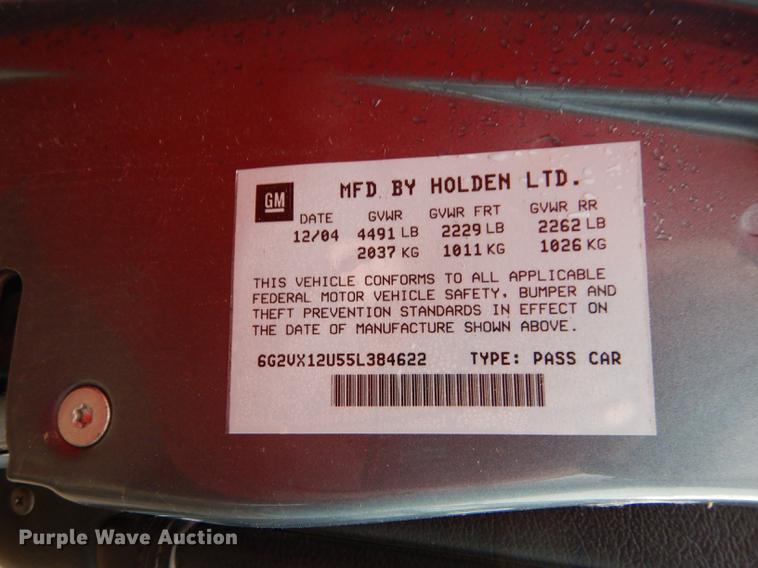 GM
MFD BY HOLDEN LTD.
DATE GVWR GVWR FRT GVWR RR
12/04 4491 LB 2229 LB 2262 LB
2037 KG 1011 KG 1026 KG
THIS VEHICLE CONFORMS TO ALL APPLICABLE
FEDERAL MOTOR VEHICLE SAFETY, BUMPER AND
THEFT PREVENTION STANDARDS IN EFFECT ON
THE DATE OF MANUFACTURE SHOWN ABOVE.
6G2VX12U55L384622 TYPE: PASS CAR
Purple Wave Auction